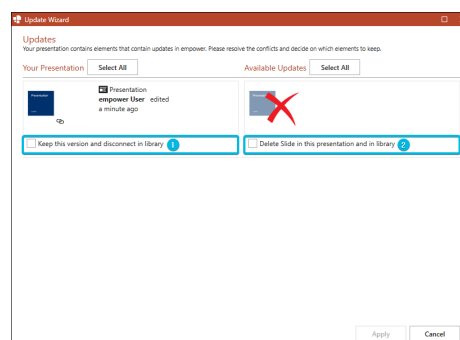 Update Wizard
Updates
Your presentation contains elements that contain updates in empower. Please resolve the conflicts and decide on which elements to keep.
Your Presentation Select All Available Updates Select All
Presentation
empower User edited
a minute ago
Presentation
Keep this version and disconnect in library 1
Delete Slide in this presentation and in library 2
Apply Cancel